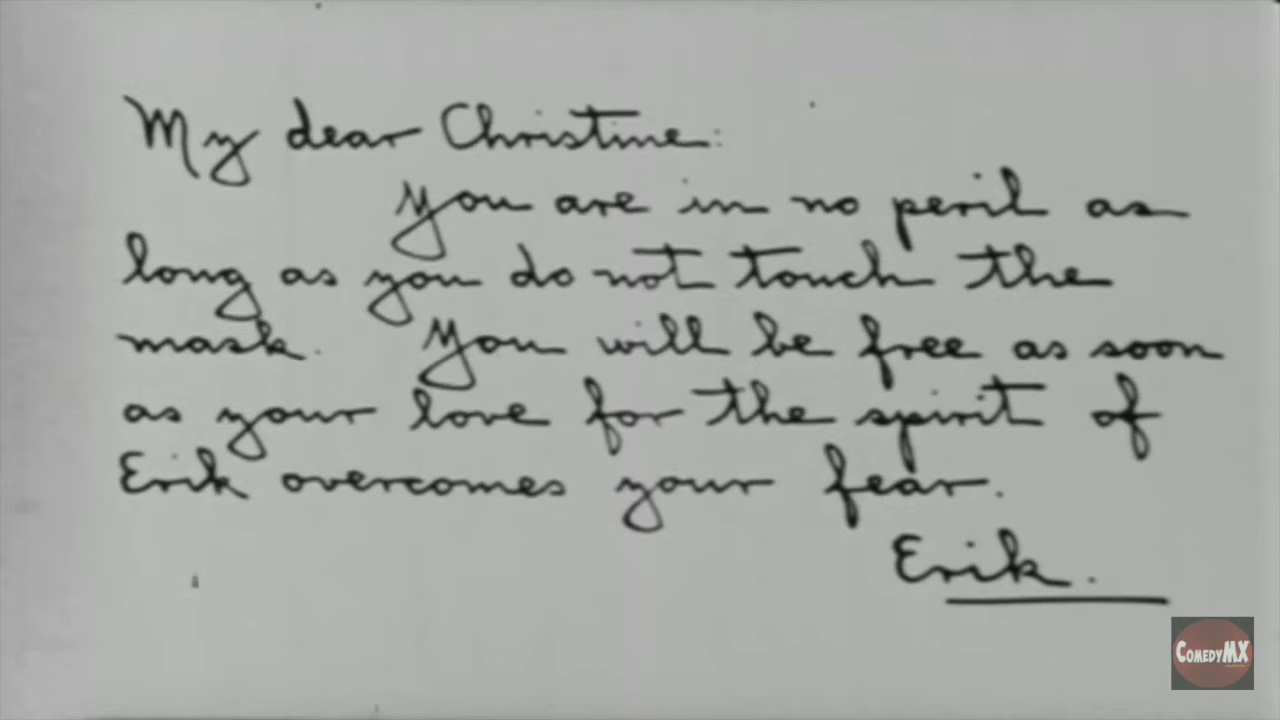 My dear Christine:
You are in no peril as
long as you do not touch the
mask. You will be free as soon
as your love for the spirit of
Erik overcomes your fear.
Erik.
COMEDYMX